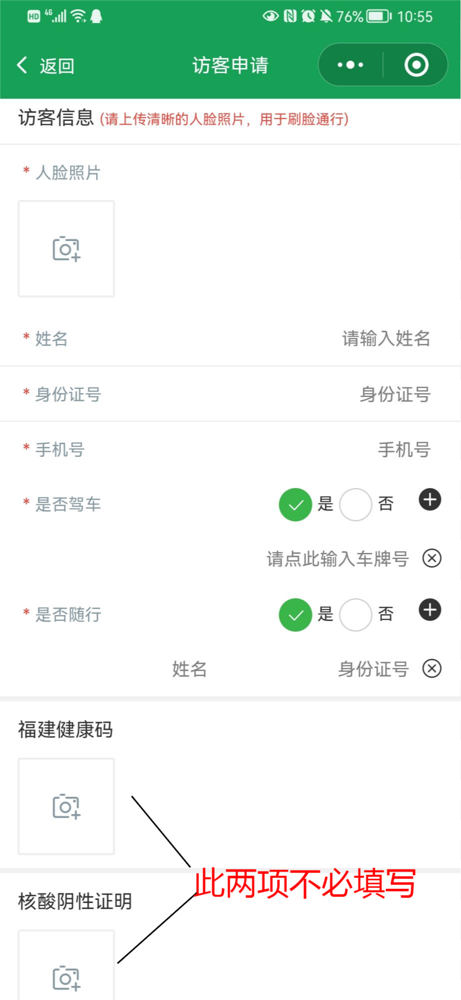 HD 4G 76% 10:55
返回 访客申请
访客信息 (请上传清晰的人脸照片，用于刷脸通行)
* 人脸照片
* 姓名 请输入姓名
* 身份证号 身份证号
* 手机号 手机号
* 是否驾车 是 否
请点此输入车牌号
* 是否随行 是 否
姓名 身份证号
福建健康码
此两项不必填写
核酸阴性证明